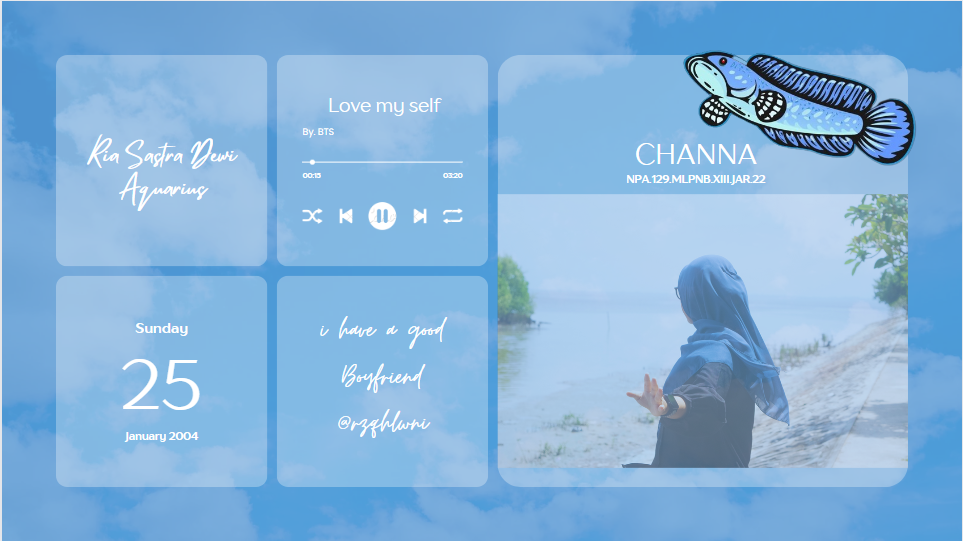 Ria Sastra Dewi
Aquarius
Love my self
By. BTS
00:15 03:20
CHANNA
NPA.129.MLPNB.XIII.JAR.22
Sunday
25
January 2004
i have a good
Boyfriend
@rzqhlwni